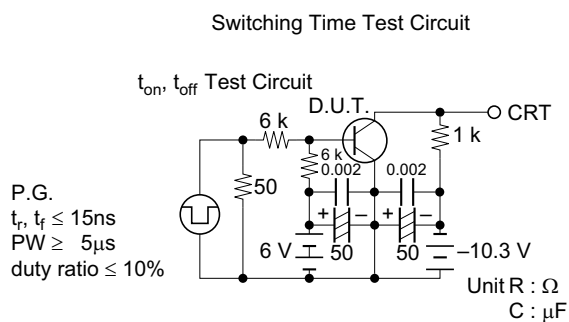 Switching Time Test Circuit
t_on, t_off Test Circuit
D.U.T.
CRT
6 k
1 k
6 k
0.002
0.002
50
P.G.
t_r, t_f ≤ 15ns
PW ≥ 5μs
duty ratio ≤ 10%
+
−
+
−
6 V
50
50
−10.3 V
Unit R : Ω
C : μF